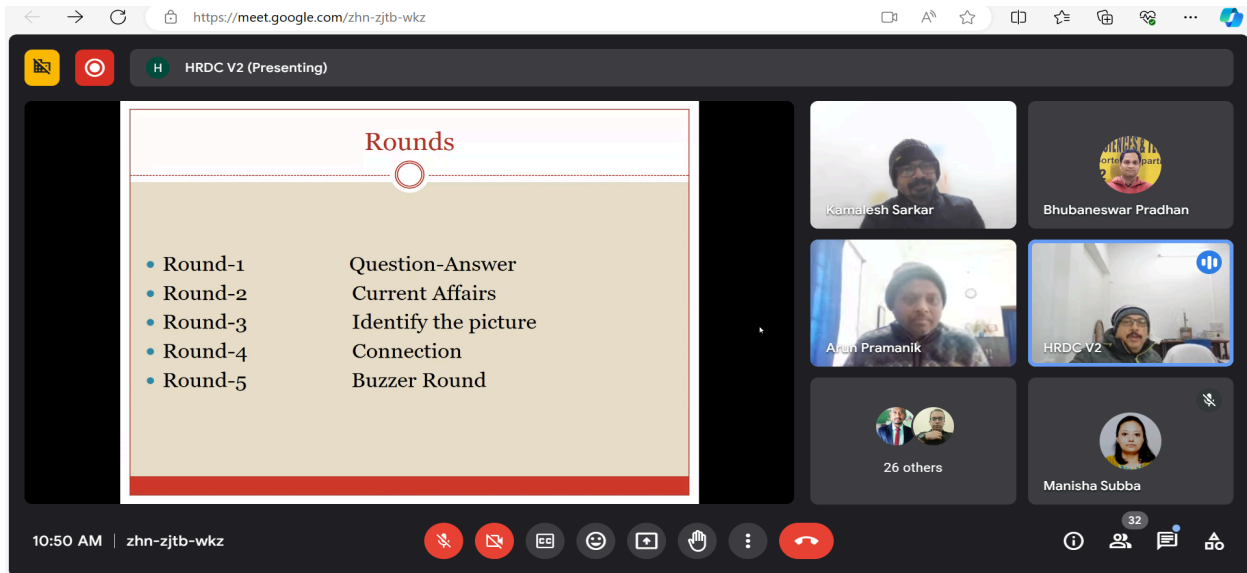 https://meet.google.com/zhn-zjtb-wkz
H HRDC V2 (Presenting)
Rounds
• Round-1 Question-Answer
• Round-2 Current Affairs
• Round-3 Identify the picture
• Round-4 Connection
• Round-5 Buzzer Round
Kamalesh Sarkar
Bhubaneswar Pradhan
Arun Pramanik
HRDC V2
26 others
Manisha Subba
10:50 AM | zhn-zjtb-wkz
CC
32